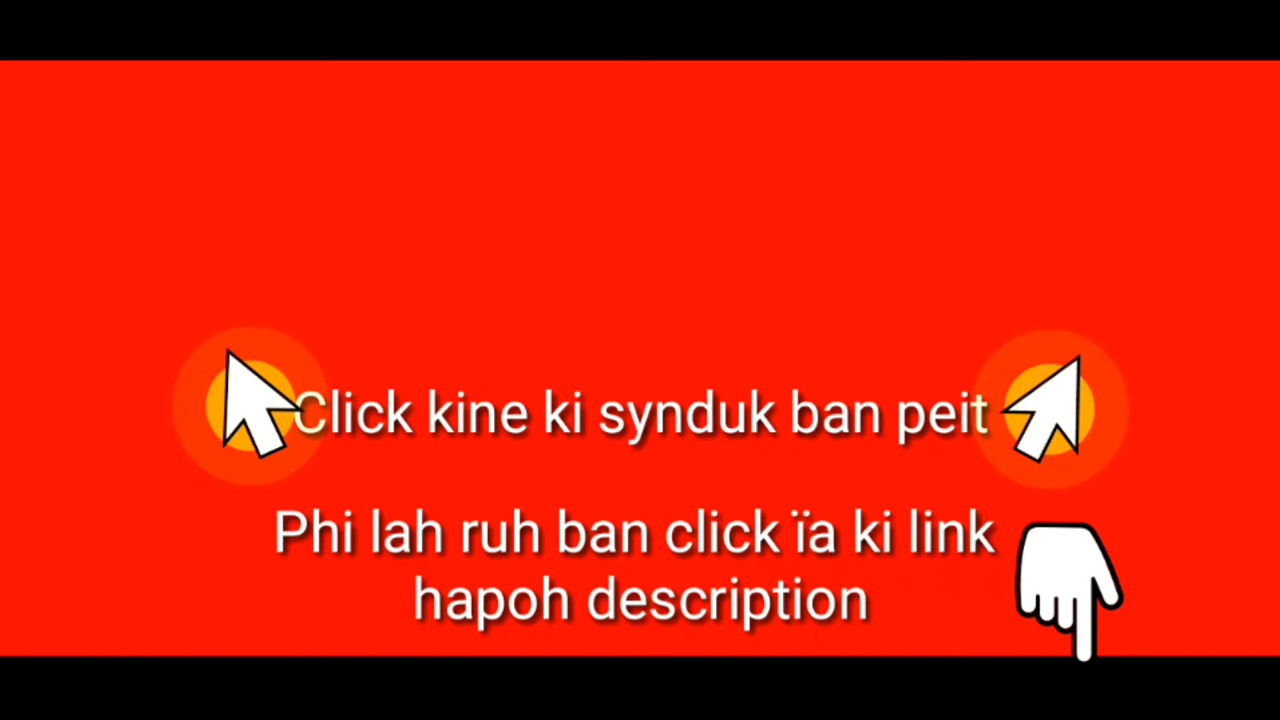 Click kine ki synduk ban peit
Phi lah ruh ban click ïa ki link
hapoh description